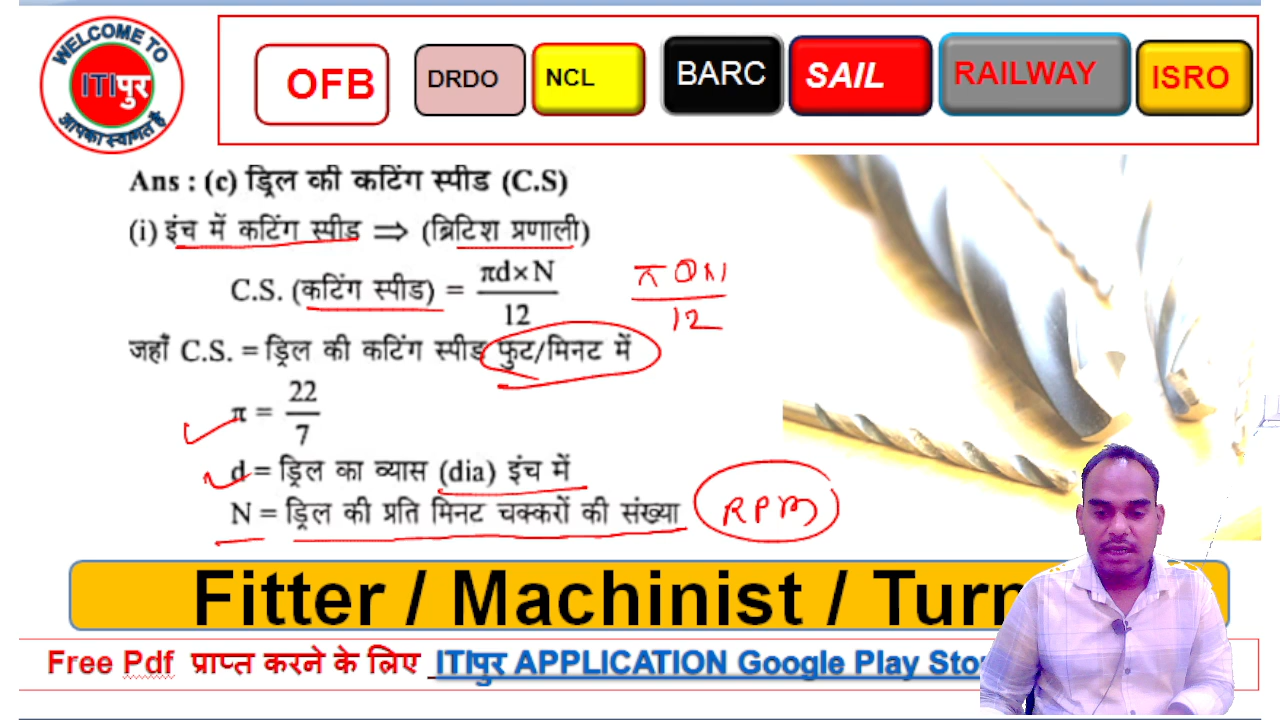 WELCOME TO
ITIपुर
आपका स्वागत है
OFB DRDO NCL BARC SAIL RAILWAY ISRO
Ans : (c) ड्रिल की कटिंग स्पीड (C.S)
(i) इंच में कटिंग स्पीड ⇒ (ब्रिटिश प्रणाली)
C.S. (कटिंग स्पीड) = πd×N / 12
π D N / 12
जहाँ C.S. = ड्रिल की कटिंग स्पीड फुट/मिनट में
π = 22 / 7
d = ड्रिल का व्यास (dia) इंच में
N = ड्रिल की प्रति मिनट चक्करों की संख्या
RPM
Fitter / Machinist / Turn
Free Pdf प्राप्त करने के लिए ITIपुर APPLICATION Google Play Sto